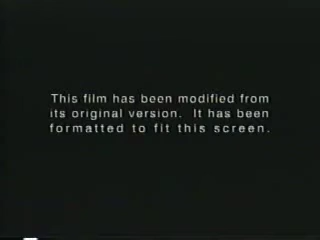 This film has been modified from
its original version. It has been
formatted to fit this screen.